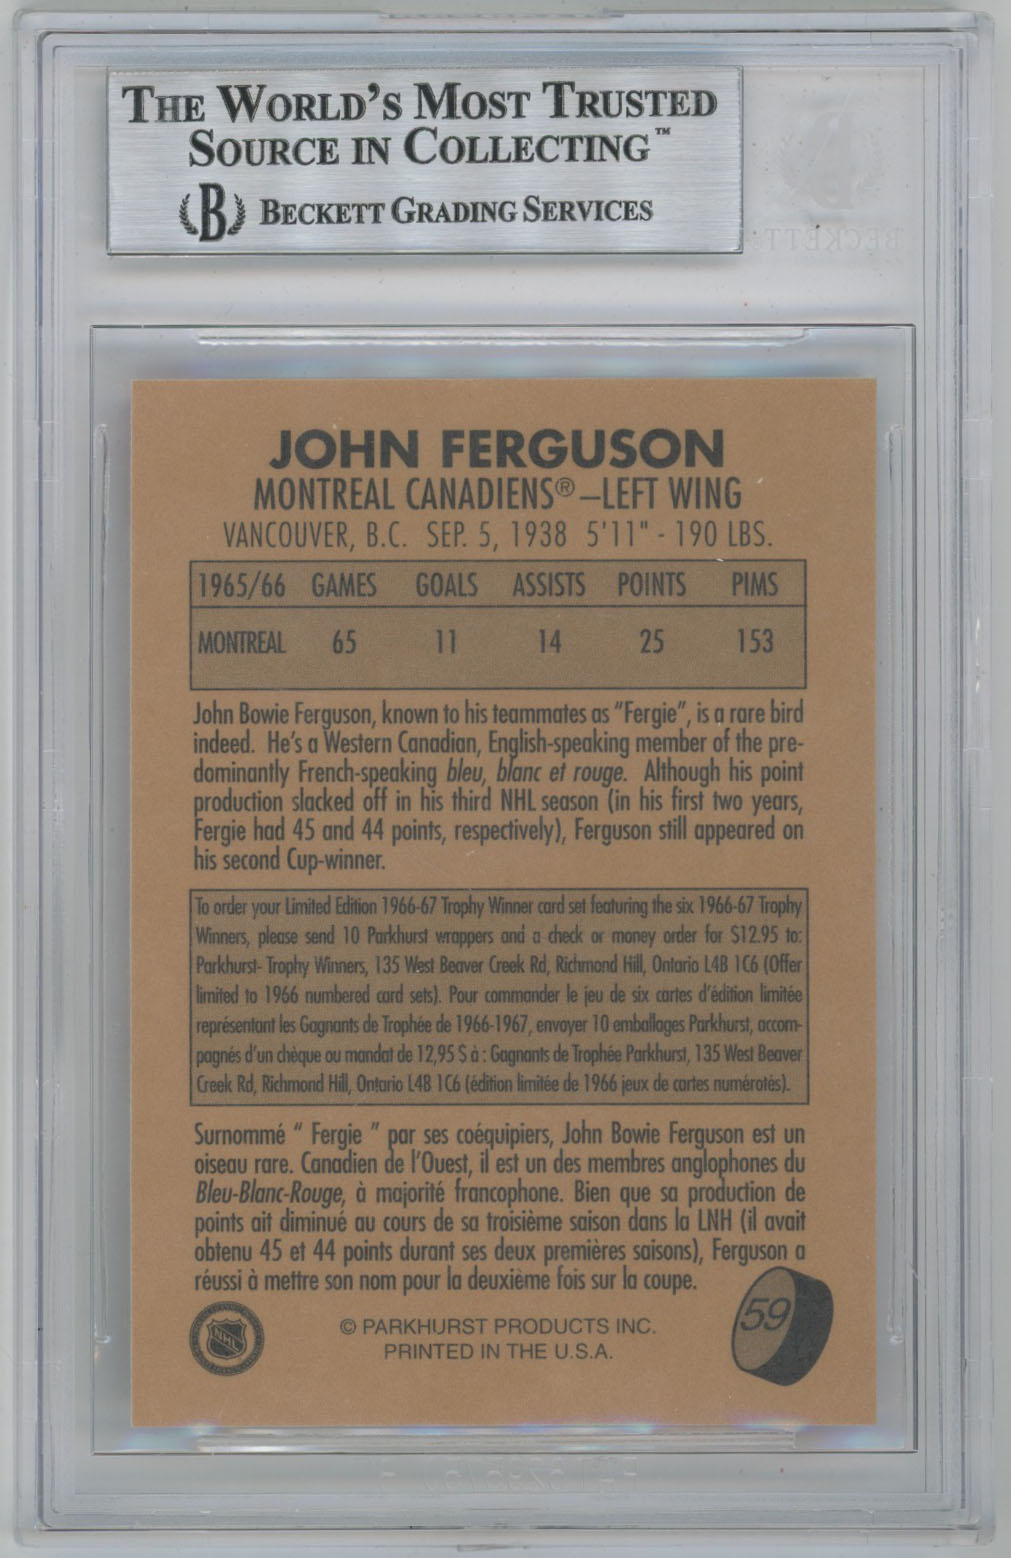 THE WORLD'S MOST TRUSTED
SOURCE IN COLLECTING™
B BECKETT GRADING SERVICES
BECKETT
JOHN FERGUSON
MONTREAL CANADIENS® –LEFT WING
VANCOUVER, B.C. SEP. 5, 1938 5'11" - 190 LBS.
1965/66 GAMES GOALS ASSISTS POINTS PIMS
MONTREAL 65 11 14 25 153
John Bowie Ferguson, known to his teammates as "Fergie", is a rare bird
indeed. He's a Western Canadian, English-speaking member of the pre-
dominantly French-speaking bleu, blanc et rouge. Although his point
production slacked off in his third NHL season (in his first two years,
Fergie had 45 and 44 points, respectively), Ferguson still appeared on
his second Cup-winner.
To order your Limited Edition 1966-67 Trophy Winner card set featuring the six 1966-67 Trophy
Winners, please send 10 Parkhurst wrappers and a check or money order for $12.95 to:
Parkhurst- Trophy Winners, 135 West Beaver Creek Rd, Richmond Hill, Ontario L4B 1C6 (Offer
limited to 1966 numbered card sets). Pour commander le jeu de six cartes d'édition limitée
représentant les Gagnants de Trophée de 1966-1967, envoyer 10 emballages Parkhurst, accom-
pagnés d'un chèque ou mandat de 12,95 $ à : Gagnants de Trophée Parkhurst, 135 West Beaver
Creek Rd, Richmond Hill, Ontario L4B 1C6 (édition limitée de 1966 jeux de cartes numérotés).
Surnommé " Fergie " par ses coéquipiers, John Bowie Ferguson est un
oiseau rare. Canadien de l'Ouest, il est un des membres anglophones du
Bleu-Blanc-Rouge, à majorité francophone. Bien que sa production de
points ait diminué au cours de sa troisième saison dans la LNH (il avait
obtenu 45 et 44 points durant ses deux premières saisons), Ferguson a
réussi à mettre son nom pour la deuxième fois sur la coupe.
NHL
© PARKHURST PRODUCTS INC.
PRINTED IN THE U.S.A.
59